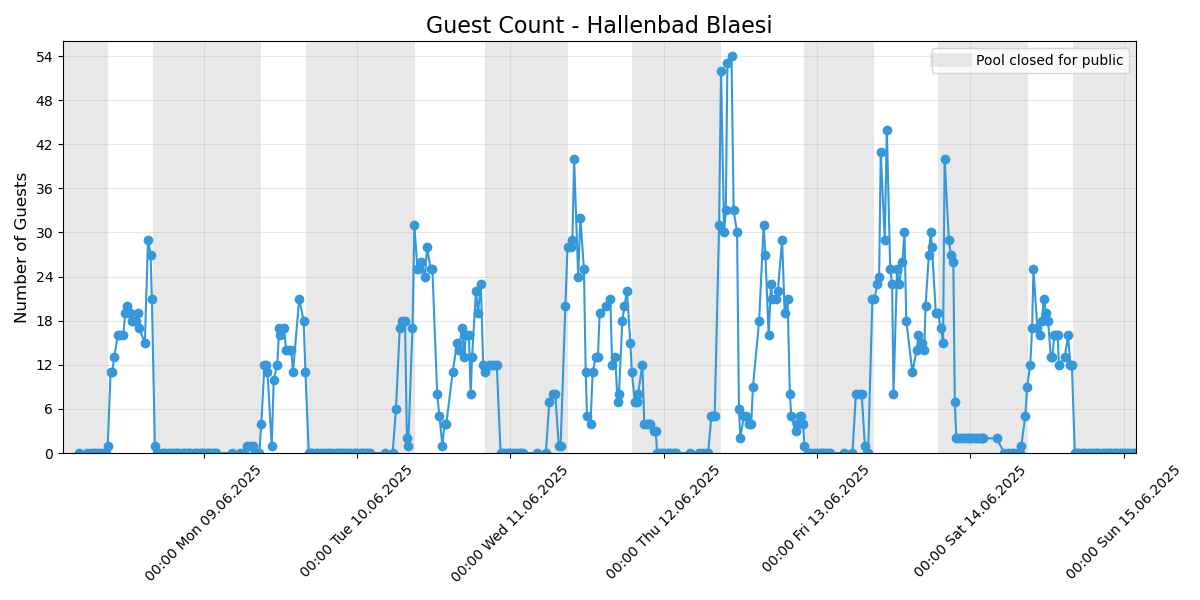 Guest Count - Hallenbad Blaesi
Pool closed for public
Number of Guests
54
48
42
36
30
24
18
12
6
0
00:00 Mon 09.06.2025
00:00 Tue 10.06.2025
00:00 Wed 11.06.2025
00:00 Thu 12.06.2025
00:00 Fri 13.06.2025
00:00 Sat 14.06.2025
00:00 Sun 15.06.2025